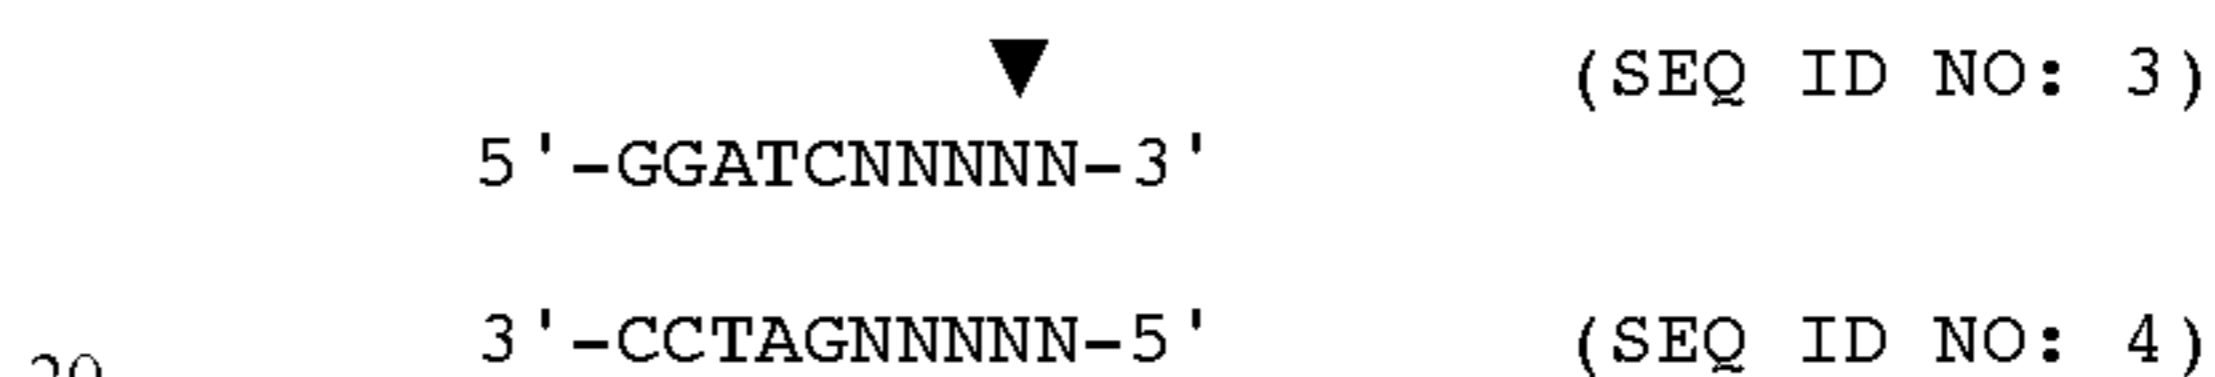 ▼ (SEQ ID NO: 3)
5'-GGATCNNNNN-3'
3'-CCTAGNNNNN-5' (SEQ ID NO: 4)